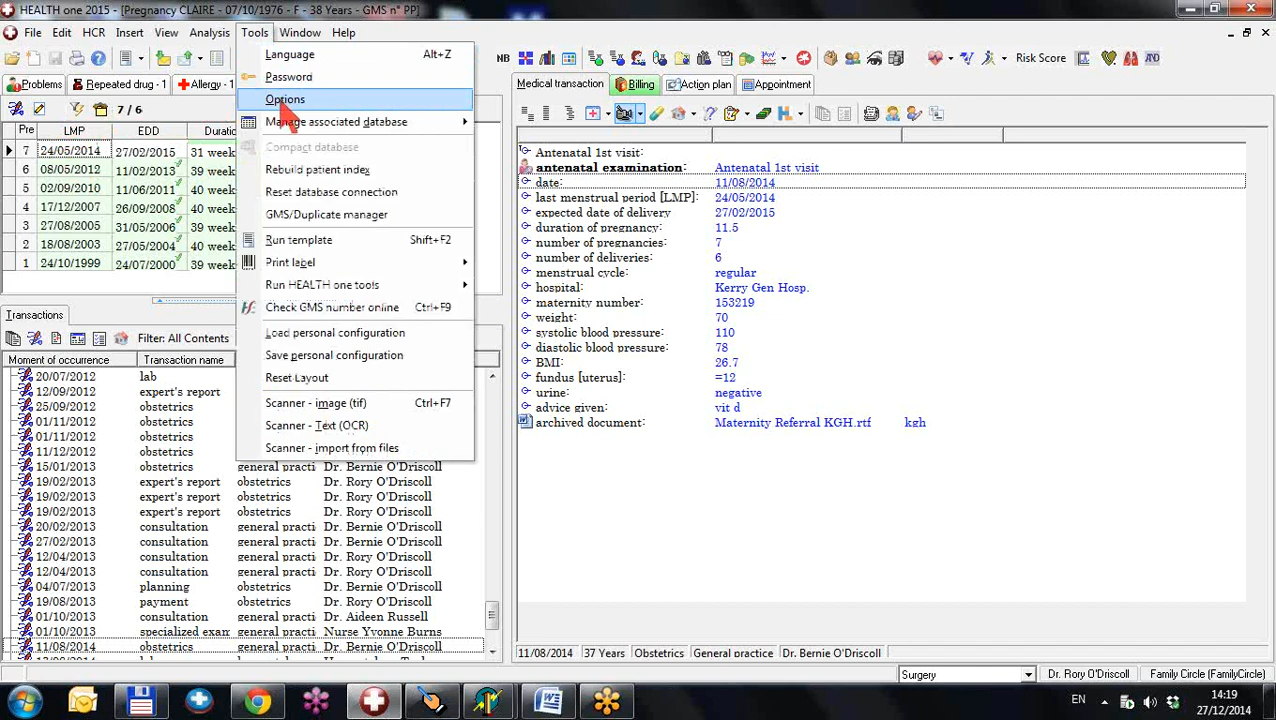 HEALTH one 2015 - [Pregnancy CLAIRE - 07/10/1976 - F - 38 Years - GMS n° PP]
File Edit HCR Insert View Analysis Tools Window Help
NB Risk Score AND
Problems Repeated drug - 1 Allergy - 1
7 / 6
Pre LMP EDD Duratio
7 24/05/2014 27/02/2015 31 week
6 08/05/2012 11/02/2013 39 week
11/06/2011 40 week
4 17/12/2007 26/09/2008 40 week
3 27/08/2005 31/05/2006 39 week
2 18/08/2003 27/05/2004 40 week
1 24/10/1999 24/07/2000 39 week
Language Alt+Z
Password
Options
Manage associated database
Compact database
Rebuild patient index
Reset database connection
GMS/Duplicate manager
Run template Shift+F2
Print label
Run HEALTH one tools
Check GMS number online Ctrl+F9
Load personal configuration
Save personal configuration
Reset Layout
Scanner - image (tif) Ctrl+F7
Scanner - Text (OCR)
Scanner - import from files
Transactions
Filter: All Contents
Moment of occurrence Transaction name
20/07/2012 lab
12/09/2012 expert's report
25/09/2012 obstetrics
01/11/2012 obstetrics
01/11/2012 obstetrics
11/12/2012 obstetrics
15/01/2013 obstetrics obstetrics Dr. Bernie O'Driscoll
19/02/2013 expert's report obstetrics Dr. Rory O'Driscoll
19/02/2013 expert's report obstetrics Dr. Rory O'Driscoll
19/02/2013 expert's report obstetrics Dr. Rory O'Driscoll
20/02/2013 consultation general practi Dr. Bernie O'Driscoll
27/02/2013 consultation general practi Dr. Bernie O'Driscoll
12/04/2013 consultation general practi Dr. Rory O'Driscoll
12/04/2013 consultation general practi Dr. Rory O'Driscoll
04/07/2013 planning obstetrics Dr. Bernie O'Driscoll
19/08/2013 payment obstetrics Dr. Rory O'Driscoll
01/10/2013 consultation general practi Dr. Aideen Russell
01/10/2013 specialized exam general practi Nurse Yvonne Burns
11/08/2014 obstetrics general practi Dr. Bernie O'Driscoll
Medical transaction Billing Action plan Appointment
Antenatal 1st visit:
antenatal examination: Antenatal 1st visit
date: 11/08/2014
last menstrual period [LMP]: 24/05/2014
expected date of delivery 27/02/2015
duration of pregnancy: 11.5
number of pregnancies: 7
number of deliveries: 6
menstrual cycle: regular
hospital: Kerry Gen Hosp.
maternity number: 153219
weight: 70
systolic blood pressure: 110
diastolic blood pressure: 78
BMI: 26.7
fundus [uterus]: =12
urine: negative
advice given: vit d
archived document: Maternity Referral KGH.rtf kgh
11/08/2014 37 Years Obstetrics General practice Dr. Bernie O'Driscoll
Surgery Dr. Rory O'Driscoll Family Circle (FamilyCircle)
EN 14:19
27/12/2014